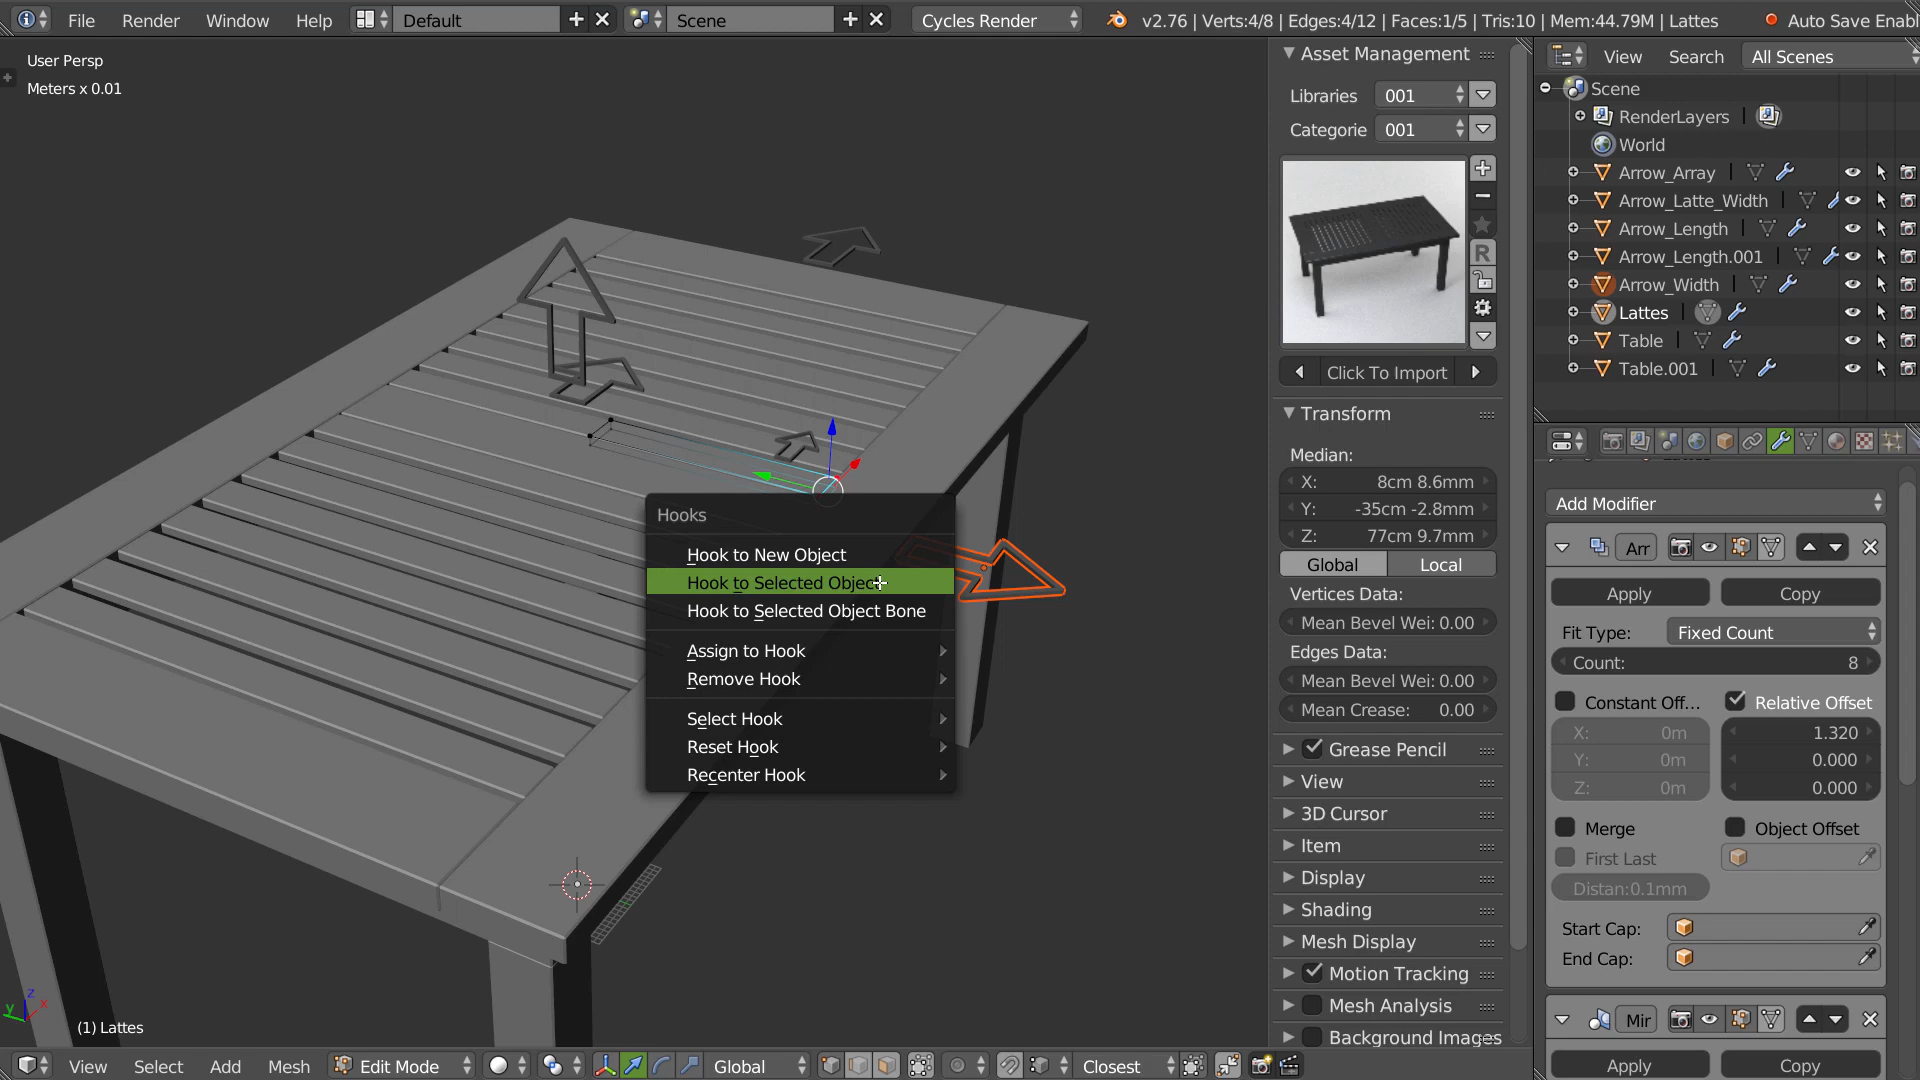 File Render Window Help Default Scene Cycles Render v2.76 | Verts:4/8 | Edges:4/12 | Faces:1/5 | Tris:10 | Mem:44.79M | Lattes Auto Save Enabl
User Persp
Meters x 0.01
Hooks
Hook to New Object
Hook to Selected Object
Hook to Selected Object Bone
Assign to Hook
Remove Hook
Select Hook
Reset Hook
Recenter Hook
z
y
x
(1) Lattes
View Select Add Mesh Edit Mode Global Closest
Asset Management
Libraries 001
Categorie 001
R
Click To Import
Transform
Median:
X: 8cm 8.6mm
Y: -35cm -2.8mm
Z: 77cm 9.7mm
Global Local
Vertices Data:
Mean Bevel Wei: 0.00
Edges Data:
Mean Bevel Wei: 0.00
Mean Crease: 0.00
Grease Pencil
View
3D Cursor
Item
Display
Shading
Mesh Display
Motion Tracking
Mesh Analysis
Background Images
View Search All Scenes
Scene
RenderLayers
World
Arrow_Array
Arrow_Latte_Width
Arrow_Length
Arrow_Length.001
Arrow_Width
Lattes
Table
Table.001
Add Modifier
Arr
Apply Copy
Fit Type: Fixed Count
Count: 8
Constant Off... Relative Offset
X: 0m 1.320
Y: 0m 0.000
Z: 0m 0.000
Merge Object Offset
First Last
Distan:0.1mm
Start Cap:
End Cap:
Mir
Apply Copy